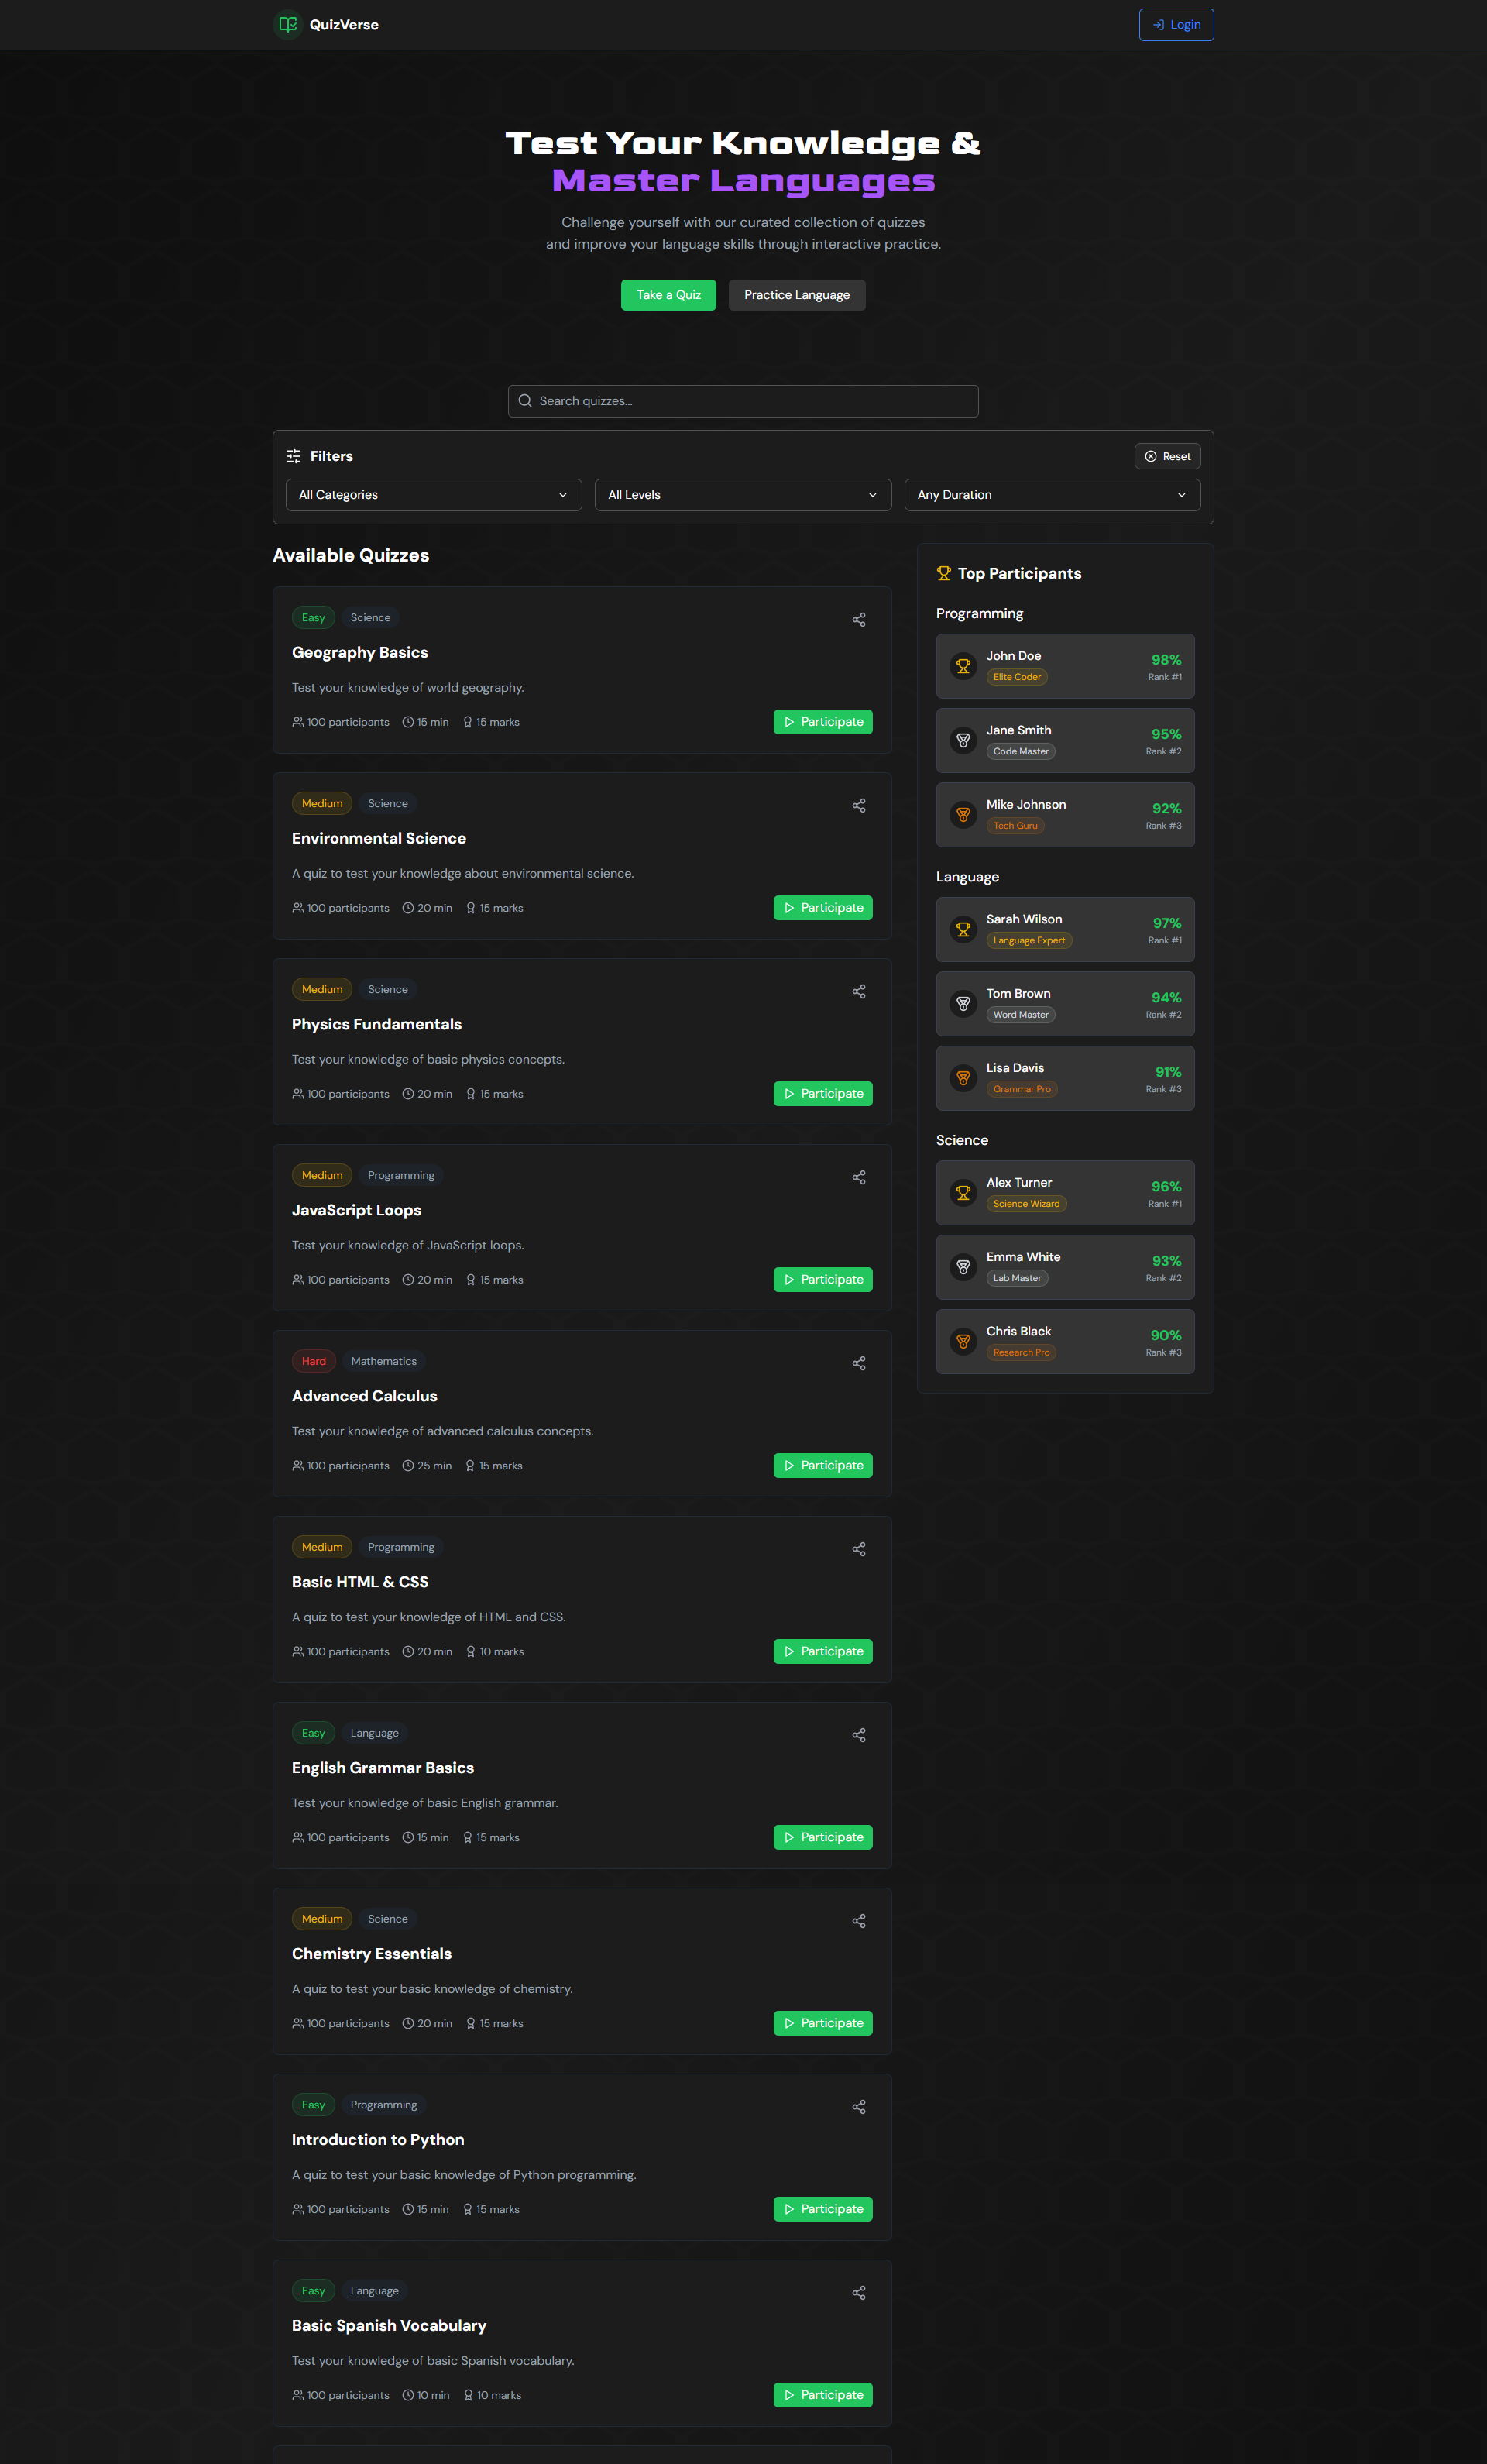 QuizVerse
Login
Test Your Knowledge &
Master Languages
Challenge yourself with our curated collection of quizzes
and improve your language skills through interactive practice.
Take a Quiz
Practice Language
Search quizzes...
Filters
Reset
All Categories
All Levels
Any Duration
Available Quizzes
Easy Science
Geography Basics
Test your knowledge of world geography.
100 participants 15 min 15 marks
Participate
Medium Science
Environmental Science
A quiz to test your knowledge about environmental science.
100 participants 20 min 15 marks
Participate
Medium Science
Physics Fundamentals
Test your knowledge of basic physics concepts.
100 participants 20 min 15 marks
Participate
Medium Programming
JavaScript Loops
Test your knowledge of JavaScript loops.
100 participants 20 min 15 marks
Participate
Hard Mathematics
Advanced Calculus
Test your knowledge of advanced calculus concepts.
100 participants 25 min 15 marks
Participate
Medium Programming
Basic HTML & CSS
A quiz to test your knowledge of HTML and CSS.
100 participants 20 min 10 marks
Participate
Easy Language
English Grammar Basics
Test your knowledge of basic English grammar.
100 participants 15 min 15 marks
Participate
Medium Science
Chemistry Essentials
A quiz to test your basic knowledge of chemistry.
100 participants 20 min 15 marks
Participate
Easy Programming
Introduction to Python
A quiz to test your basic knowledge of Python programming.
100 participants 15 min 15 marks
Participate
Easy Language
Basic Spanish Vocabulary
Test your knowledge of basic Spanish vocabulary.
100 participants 10 min 10 marks
Participate
Top Participants
Programming
John Doe
Elite Coder
98%
Rank #1
Jane Smith
Code Master
95%
Rank #2
Mike Johnson
Tech Guru
92%
Rank #3
Language
Sarah Wilson
Language Expert
97%
Rank #1
Tom Brown
Word Master
94%
Rank #2
Lisa Davis
Grammar Pro
91%
Rank #3
Science
Alex Turner
Science Wizard
96%
Rank #1
Emma White
Lab Master
93%
Rank #2
Chris Black
Research Pro
90%
Rank #3